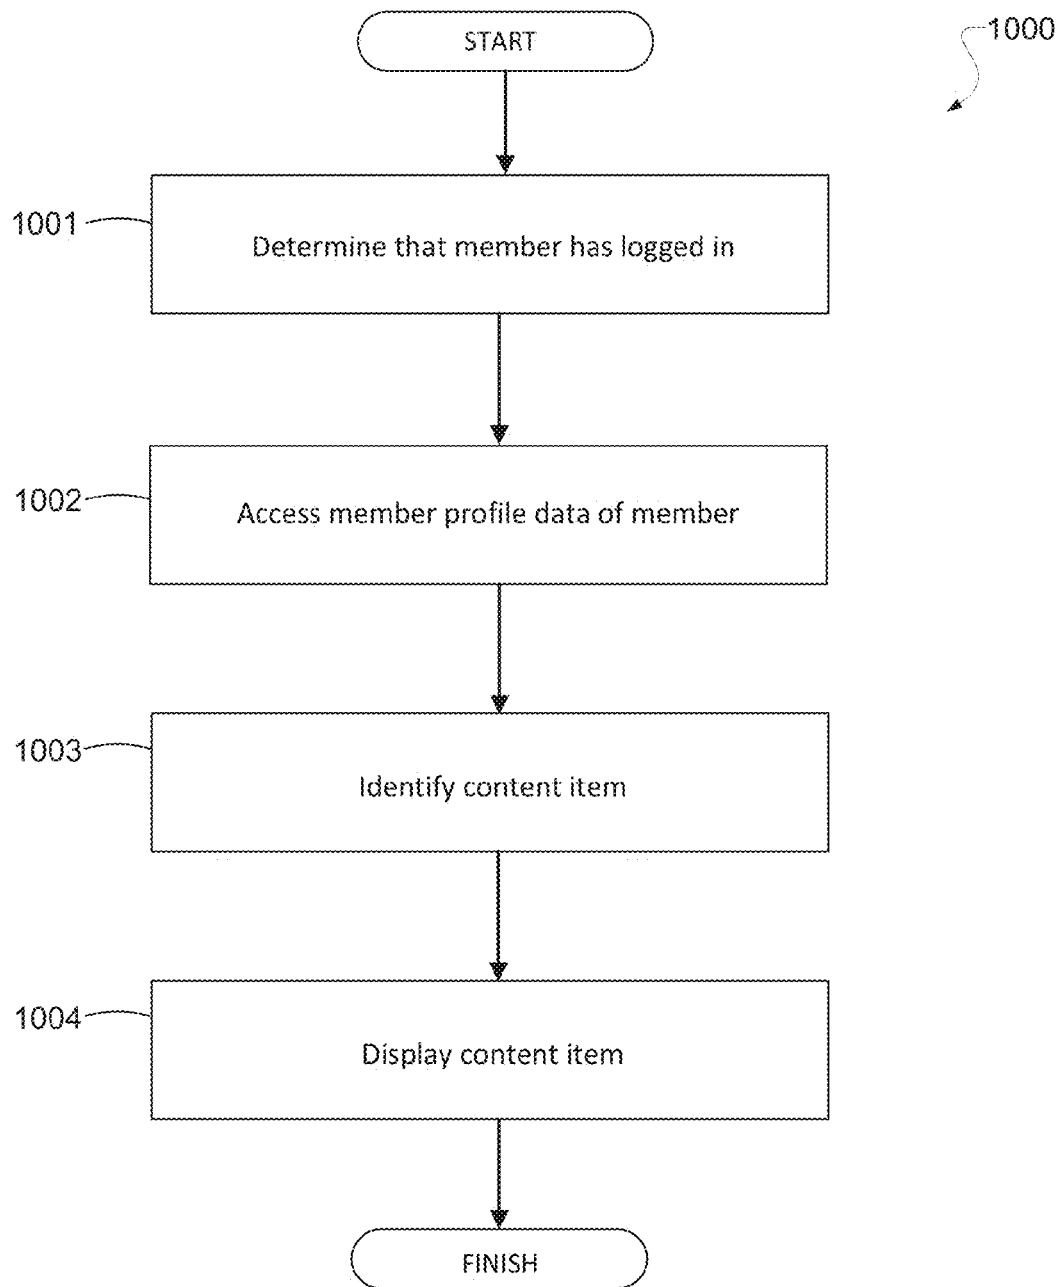 START
1000
1001
Determine that member has logged in
1002
Access member profile data of member
1003
Identify content item
1004
Display content item
FINISH